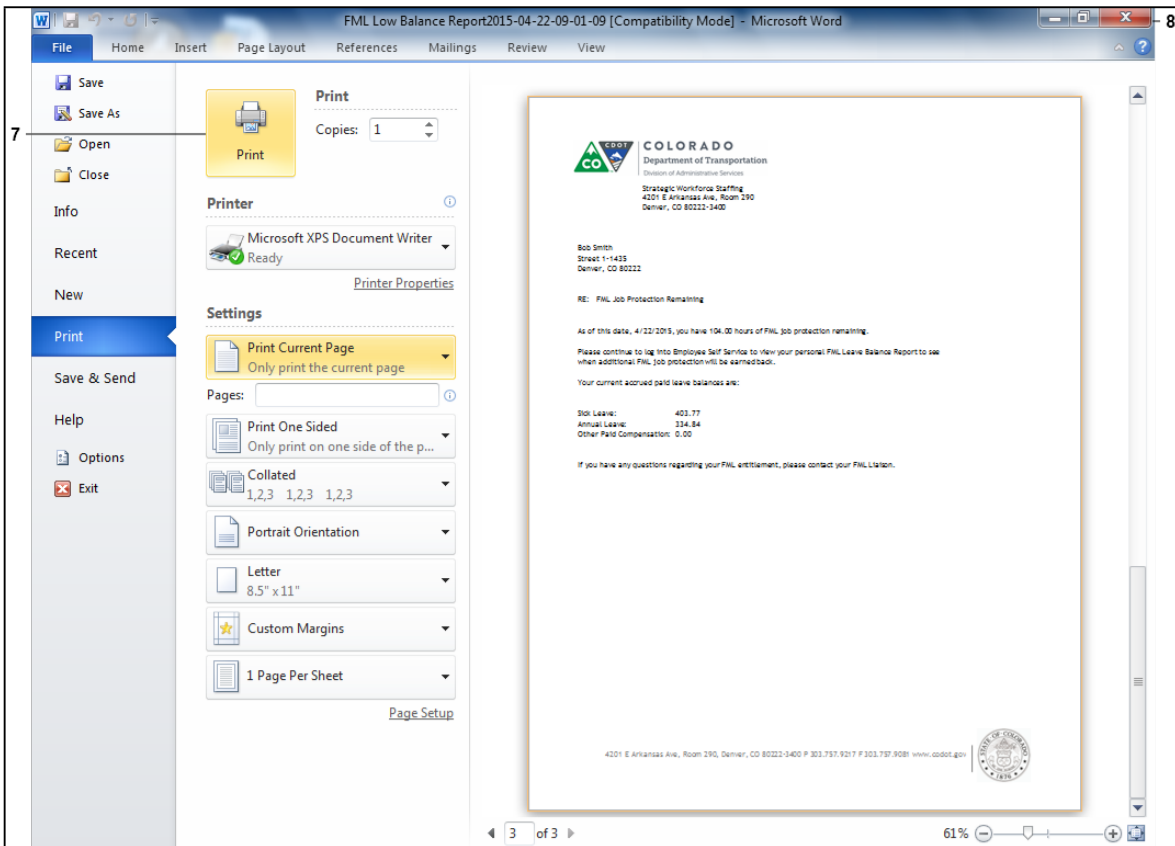 FML Low Balance Report2015-04-22-09-01-09 [Compatibility Mode] - Microsoft Word
8
File Home Insert Page Layout References Mailings Review View
Save
Save As
Open
Close
Info
Recent
New
Print
Save & Send
Help
Options
Exit
7
Print
Print
Copies: 1
Printer
Microsoft XPS Document Writer
Ready
Printer Properties
Settings
Print Current Page
Only print the current page
Pages:
Print One Sided
Only print on one side of the p...
Collated
1,2,3 1,2,3 1,2,3
Portrait Orientation
Letter
8.5" x 11"
Custom Margins
1 Page Per Sheet
Page Setup
CO
CDOT
COLORADO
Department of Transportation
Division of Administrative Services
Strategic Workforce Staffing
4201 E Arkansas Ave, Room 290
Denver, CO 80222-3400
Bob Smith
Street 1-1435
Denver, CO 80222
RE: FML Job Protection Remaining
As of this date, 4/22/2015, you have 104.00 hours of FML job protection remaining.
Please continue to log into Employee Self Service to view your personal FML Leave Balance Report to see
when additional FML job protection will be earned back.
Your current accrued paid leave balances are:
Sick Leave: 403.77
Annual Leave: 334.84
Other Paid Compensation: 0.00
If you have any questions regarding your FML entitlement, please contact your FML Liaison.
4201 E Arkansas Ave, Room 290, Denver, CO 80222-3400 P 303.757.9217 F 303.757.9081 www.codot.gov
STATE OF COLORADO
1876
3 of 3
61%